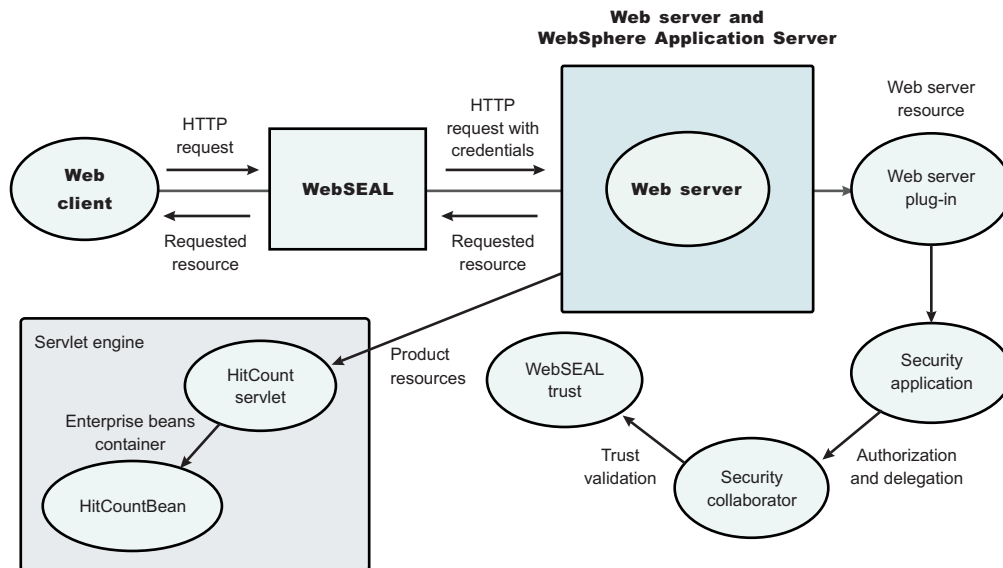 Web server and
WebSphere Application Server
Web server
resource
HTTP
request
HTTP
request with
credentials
Web
client
WebSEAL
Web server
Web server
plug-in
Requested
resource
Requested
resource
Servlet engine
HitCount
servlet
Product
resources
WebSEAL
trust
Security
application
Enterprise beans
container
HitCountBean
Trust
validation
Security
collaborator
Authorization
and delegation